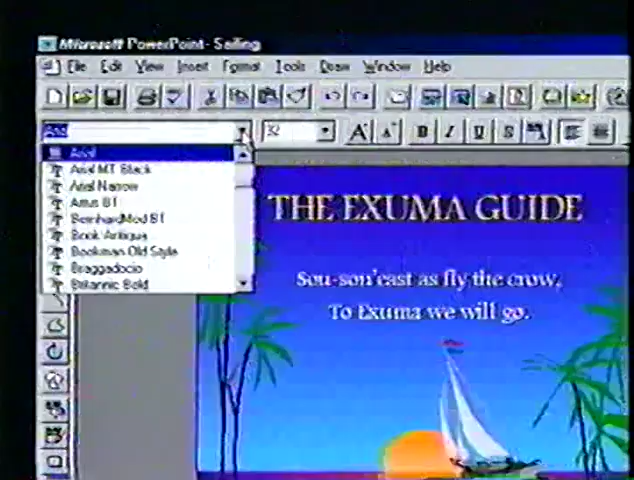 Microsoft PowerPoint - Sailing
File Edit View Insert Format Tools Draw Window Help
32 A A B I U S
Arial
Arial MT Black
Arial Narrow
Arrus BT
BernhardMod BT
Book Antiqua
Bookman Old Style
Braggadocio
Britannic Bold
THE EXUMA GUIDE
Sou-sou'east as fly the crow,
To Exuma we will go.